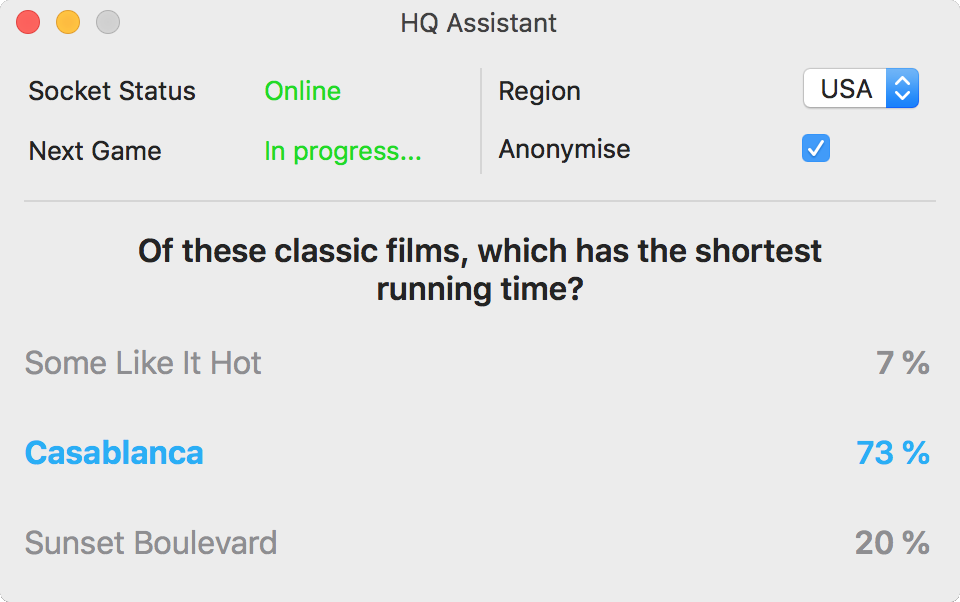 HQ Assistant
Socket Status Online
Region USA
Next Game In progress...
Anonymise
Of these classic films, which has the shortest
running time?
Some Like It Hot 7 %
Casablanca 73 %
Sunset Boulevard 20 %